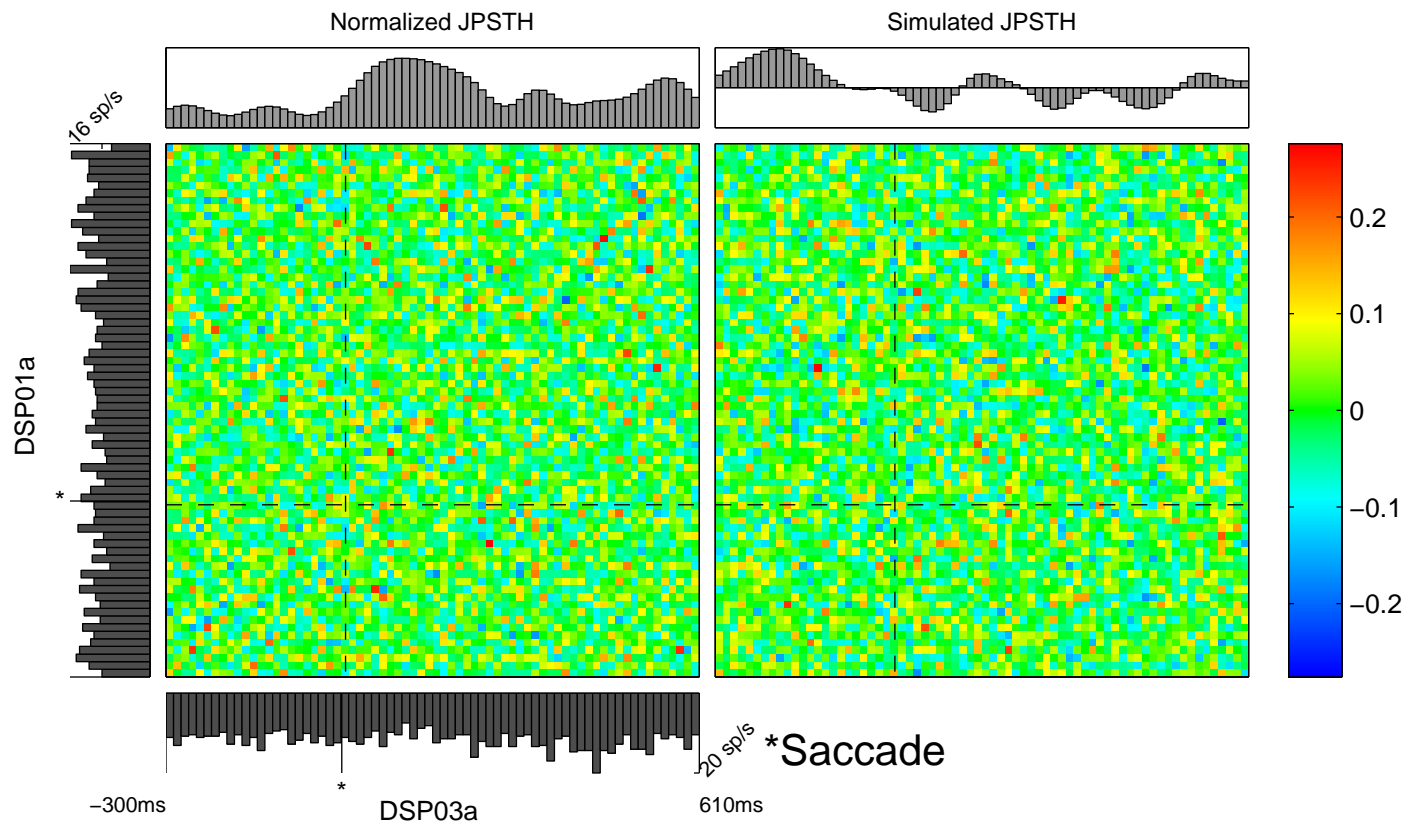 Normalized JPSTH
Simulated JPSTH
16 sp/s
0.2
0.1
0
−0.1
−0.2
DSP01a
*
20 sp/s
*Saccade
*
−300ms
DSP03a
610ms